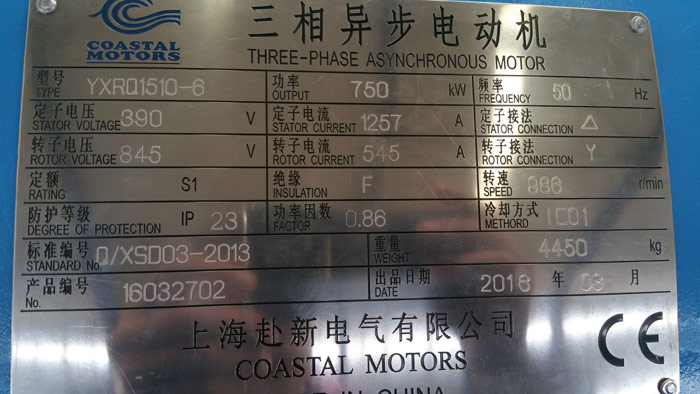 COASTAL
MOTORS
三相异步电动机
THREE-PHASE ASYNCHRONOUS MOTOR
型号 YXRQ1510-6 功率 750 kW 频率 50 Hz
TYPE OUTPUT FREQUENCY
定子电压 V 定子电流 1257 A 定子接法 △
STATOR VOLTAGE STATOR CURRENT STATOR CONNECTION
转子电压 845 V 转子电流 545 A 转子接法 Y
ROTOR VOLTAGE ROTOR CURRENT ROTOR CONNECTION
定额 S1 绝缘 F 转速 r/min
RATING INSULATION SPEED
防护等级 IP 23 功率因数 0.86 冷却方式 IC01
DEGREE OF PROTECTION FACTOR METHORD
标准编号 Q/XSD03-2013 重量 4450 kg
STANDARD No. WEIGHT
产品编号 16032702 出品日期 年 03 月
No. DATE
上海赴新电气有限公司
COASTAL MOTORS
IN CHINA
CE